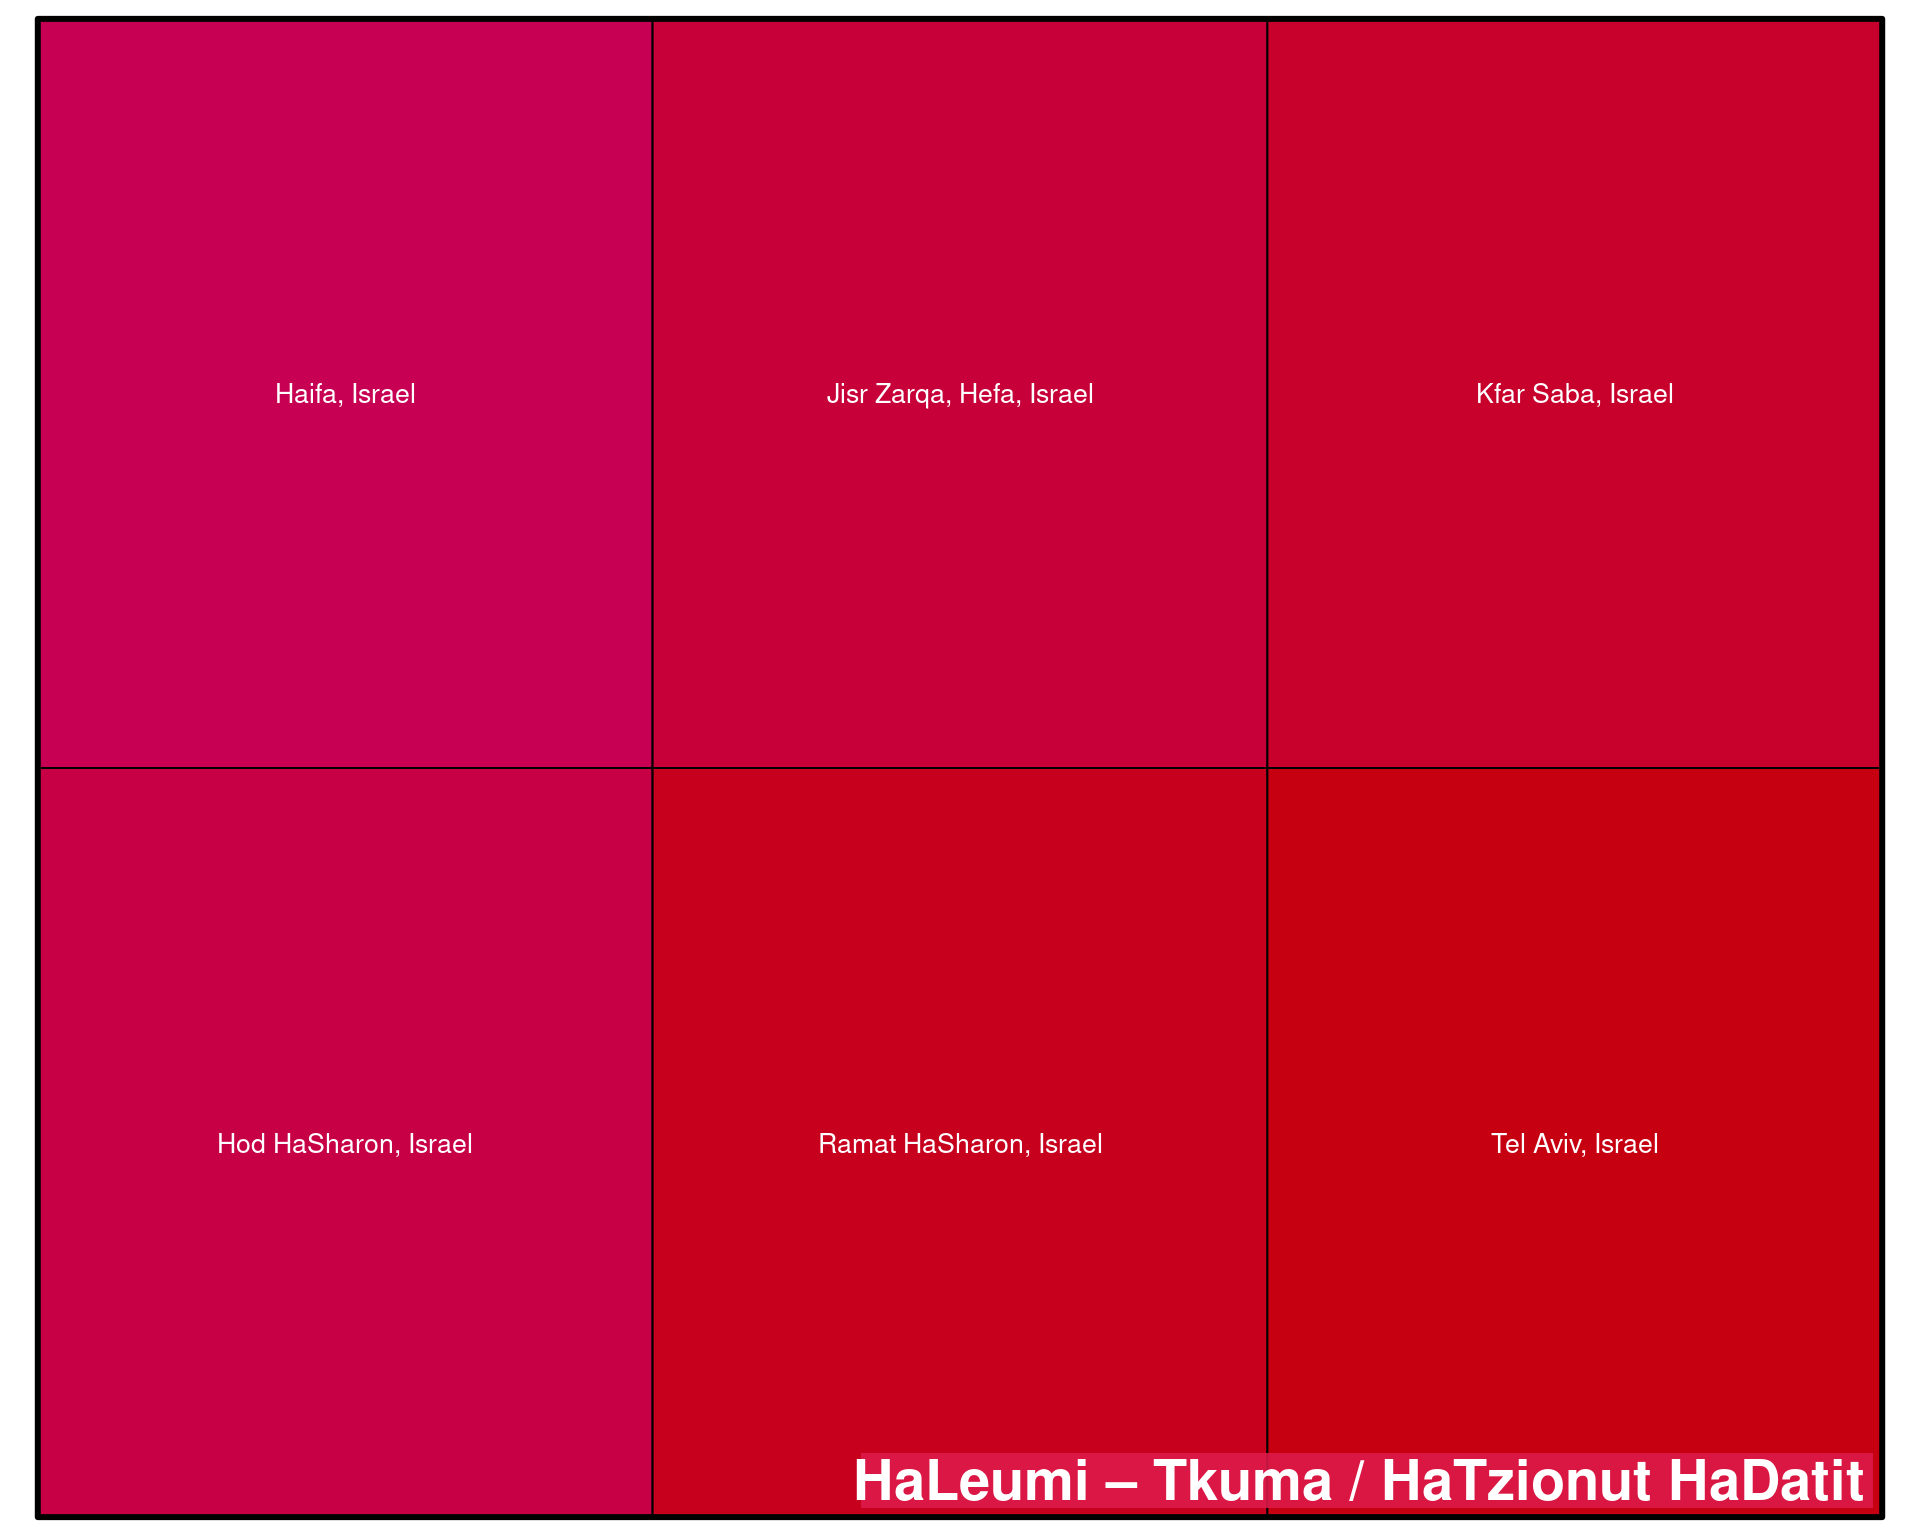 Haifa, Israel
Jisr Zarqa, Hefa, Israel
Kfar Saba, Israel
Hod HaSharon, Israel
Ramat HaSharon, Israel
Tel Aviv, Israel
HaLeumi – Tkuma / HaTzionut HaDatit